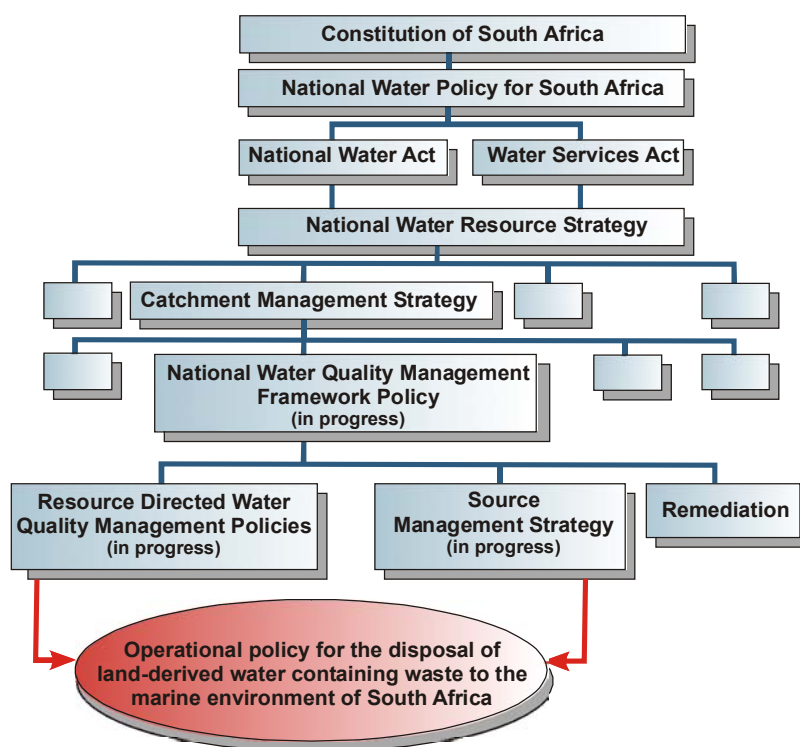 Constitution of South Africa
National Water Policy for South Africa
National Water Act
Water Services Act
National Water Resource Strategy
Catchment Management Strategy
National Water Quality Management
Framework Policy
(in progress)
Resource Directed Water
Quality Management Policies
(in progress)
Source
Management Strategy
(in progress)
Remediation
Operational policy for the disposal of
land-derived water containing waste to the
marine environment of South Africa